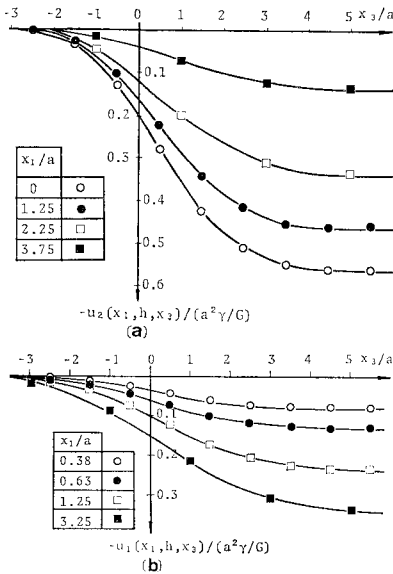 -3 -2 -1 0 1 2 3 4 5 x₃/a
0.1
0.2
0.3
0.4
0.5
0.6
x₁/a
0
1.25
2.25
3.75
-u₂(x₁,h,x₃)/(a²γ/G)
(a)
-3 -2 -1 0 1 2 3 4 5 x₃/a
0.1
0.2
0.3
x₁/a
0.38
0.63
1.25
3.25
-u₁(x₁,h,x₃)/(a²γ/G)
(b)